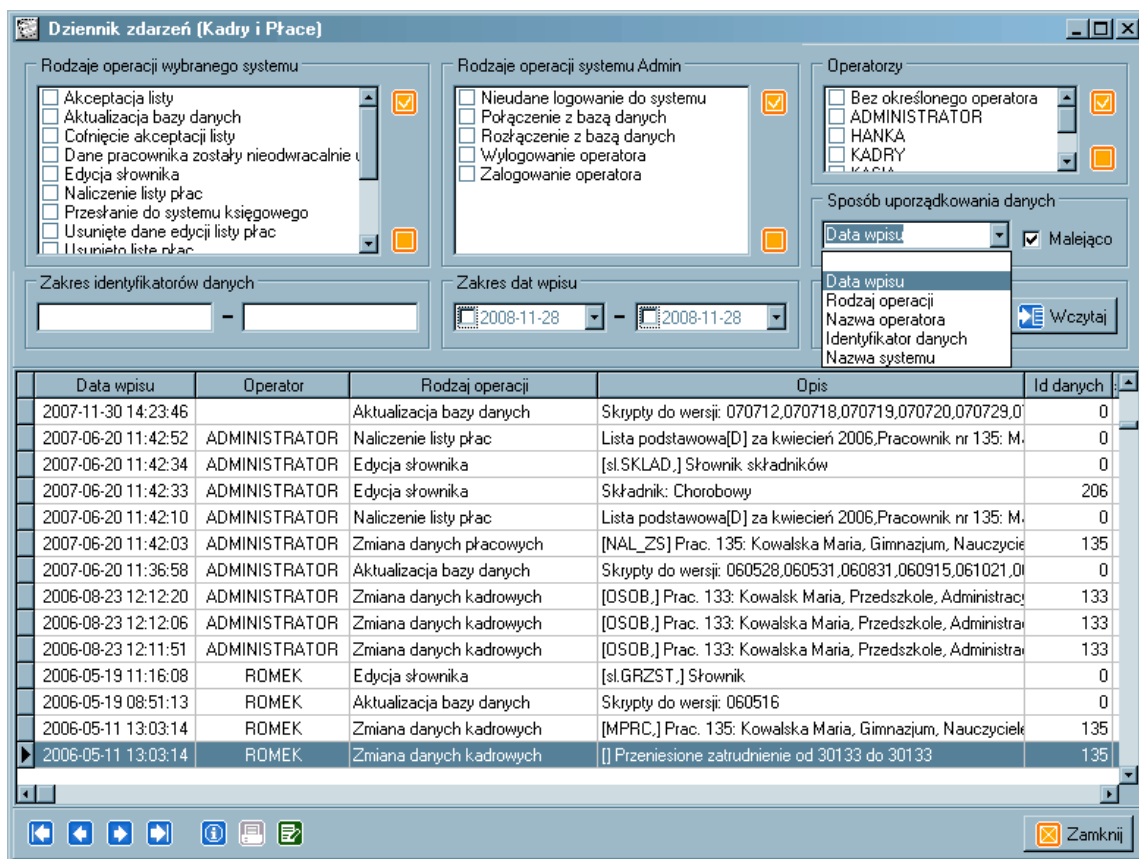 Dziennik zdarzeń (Kadry i Płace)
Rodzaje operacji wybranego systemu
Akceptacja listy
Aktualizacja bazy danych
Cofnięcie akceptacji listy
Dane pracownika zostały nieodwracalnie
Edycja słownika
Naliczenie listy płac
Przesłanie do systemu księgowego
Usunięte dane edycji listy płac
Usunięto listę płac
Rodzaje operacji systemu Admin
Nieudane logowanie do systemu
Połączenie z bazą danych
Rozłączenie z bazą danych
Wylogowanie operatora
Zalogowanie operatora
Operatorzy
Bez określonego operatora
ADMINISTRATOR
HANKA
KADRY
KASIA
Sposób uporządkowania danych
Data wpisu Malejąco
Data wpisu
Rodzaj operacji
Nazwa operatora
Identyfikator danych
Nazwa systemu
Zakres identyfikatorów danych
–
Zakres dat wpisu
2008-11-28 – 2008-11-28
Wczytaj
Data wpisu Operator Rodzaj operacji Opis Id danych
2007-11-30 14:23:46 Aktualizacja bazy danych Skrypty do wersji: 070712,070718,070719,070720,070729,0 0
2007-06-20 11:42:52 ADMINISTRATOR Naliczenie listy płac Lista podstawowa[D] za kwiecień 2006,Pracownik nr 135: M 0
2007-06-20 11:42:34 ADMINISTRATOR Edycja słownika [sl.SKLAD,] Słownik składników 0
2007-06-20 11:42:33 ADMINISTRATOR Edycja słownika Składnik: Chorobowy 206
2007-06-20 11:42:10 ADMINISTRATOR Naliczenie listy płac Lista podstawowa[D] za kwiecień 2006,Pracownik nr 135: M 0
2007-06-20 11:42:03 ADMINISTRATOR Zmiana danych płacowych [NAL_ZS] Prac. 135: Kowalska Maria, Gimnazjum, Nauczycie 135
2007-06-20 11:36:58 ADMINISTRATOR Aktualizacja bazy danych Skrypty do wersji: 060528,060531,060831,060915,061021,0 0
2006-08-23 12:12:20 ADMINISTRATOR Zmiana danych kadrowych [OSOB,] Prac. 133: Kowalsk Maria, Przedszkole, Administracj 133
2006-08-23 12:12:06 ADMINISTRATOR Zmiana danych kadrowych [OSOB,] Prac. 133: Kowalska Maria, Przedszkole, Administra 133
2006-08-23 12:11:51 ADMINISTRATOR Zmiana danych kadrowych [OSOB,] Prac. 133: Kowalska Maria, Przedszkole, Administra 133
2006-05-19 11:16:08 ROMEK Edycja słownika [sl.GRZST,] Słownik 0
2006-05-19 08:51:13 ROMEK Aktualizacja bazy danych Skrypty do wersji: 060516 0
2006-05-11 13:03:14 ROMEK Zmiana danych kadrowych [MPRC,] Prac. 135: Kowalska Maria, Gimnazjum, Nauczyciele 135
2006-05-11 13:03:14 ROMEK Zmiana danych kadrowych [] Przeniesione zatrudnienie od 30133 do 30133 135
Zamknij